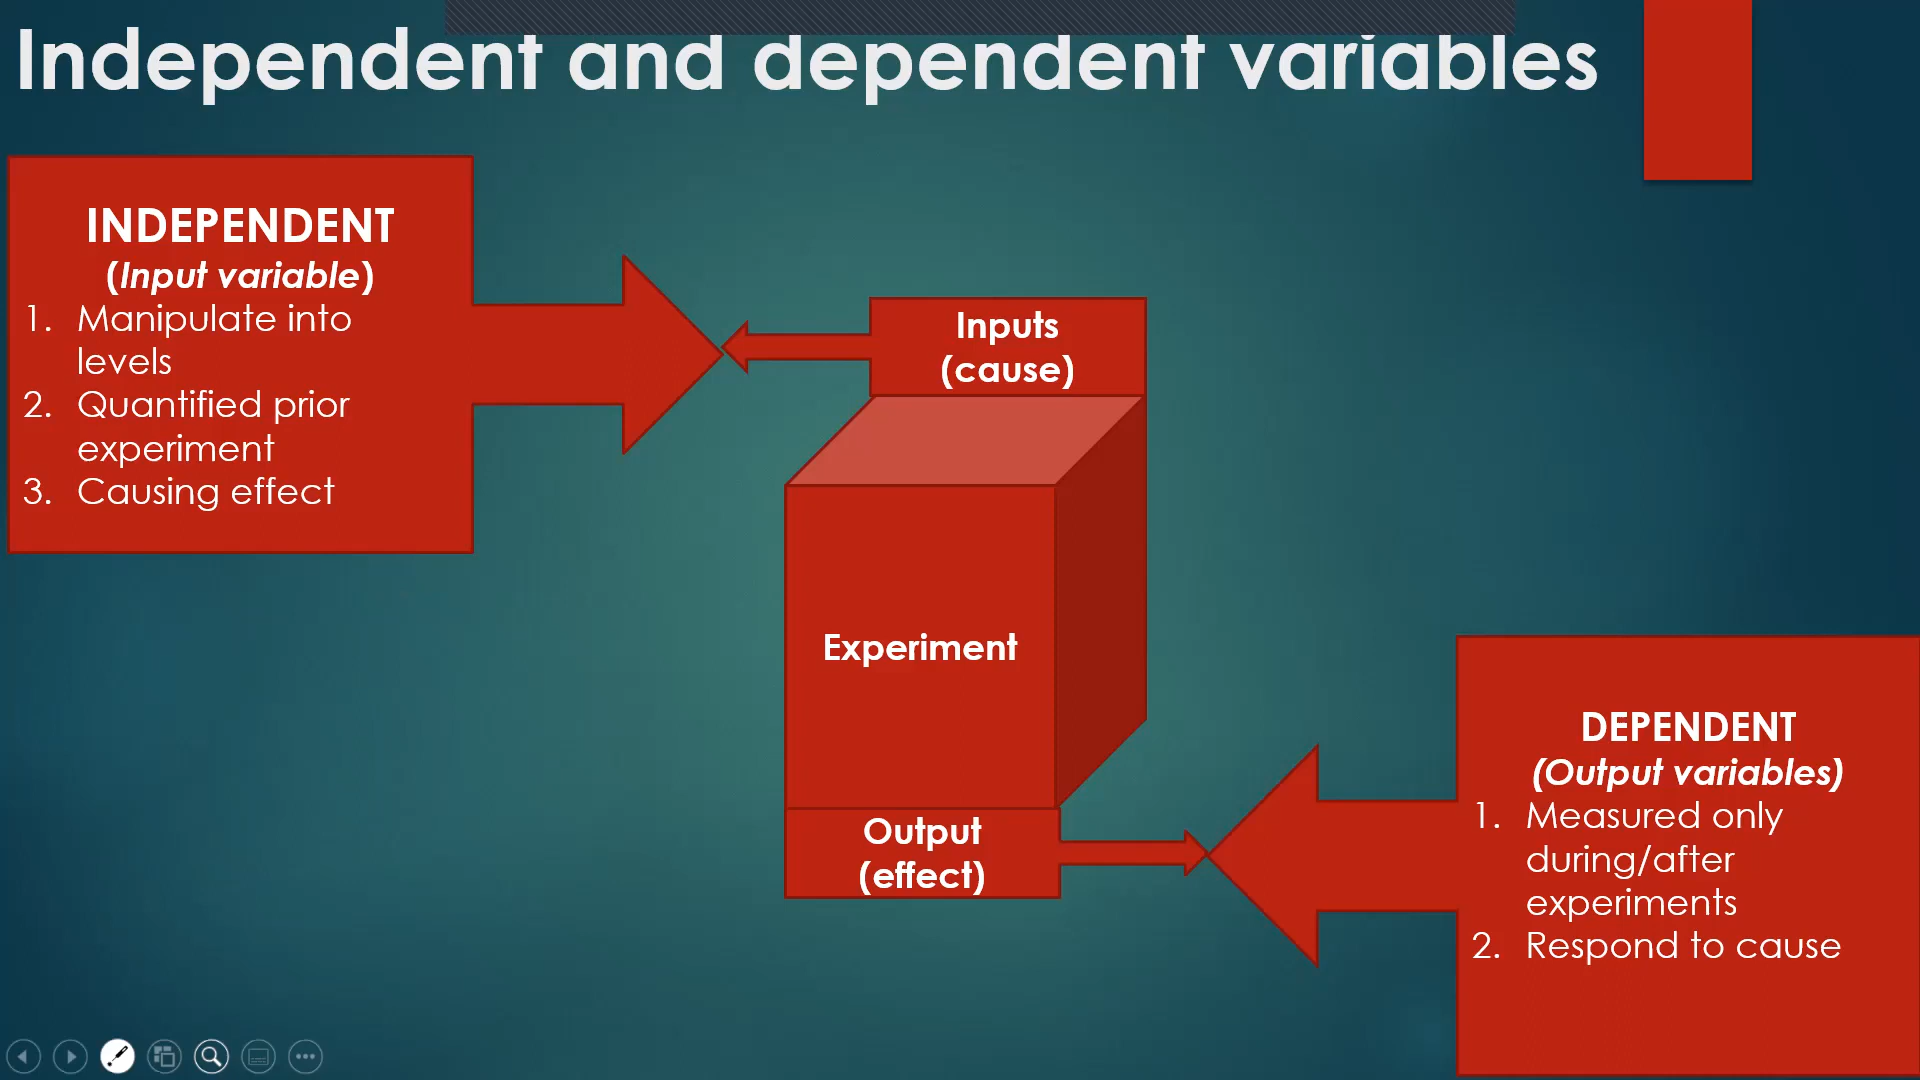 Independent and dependent variables
INDEPENDENT
(Input variable)
1. Manipulate into
levels
2. Quantified prior
experiment
3. Causing effect
Inputs
(cause)
Experiment
Output
(effect)
DEPENDENT
(Output variables)
1. Measured only
during/after
experiments
2. Respond to cause